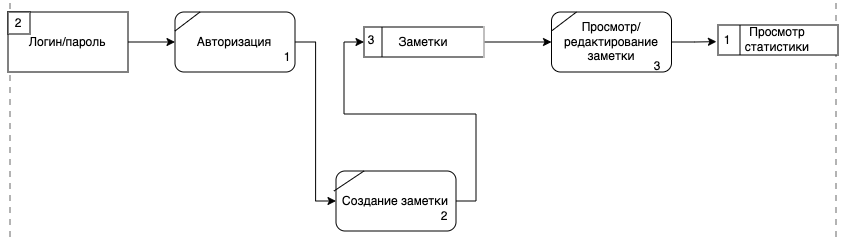 2
Логин/пароль
Авторизация
1
3
Заметки
Просмотр/
редактирование
заметки
3
1
Просмотр
статистики
Создание заметки
2